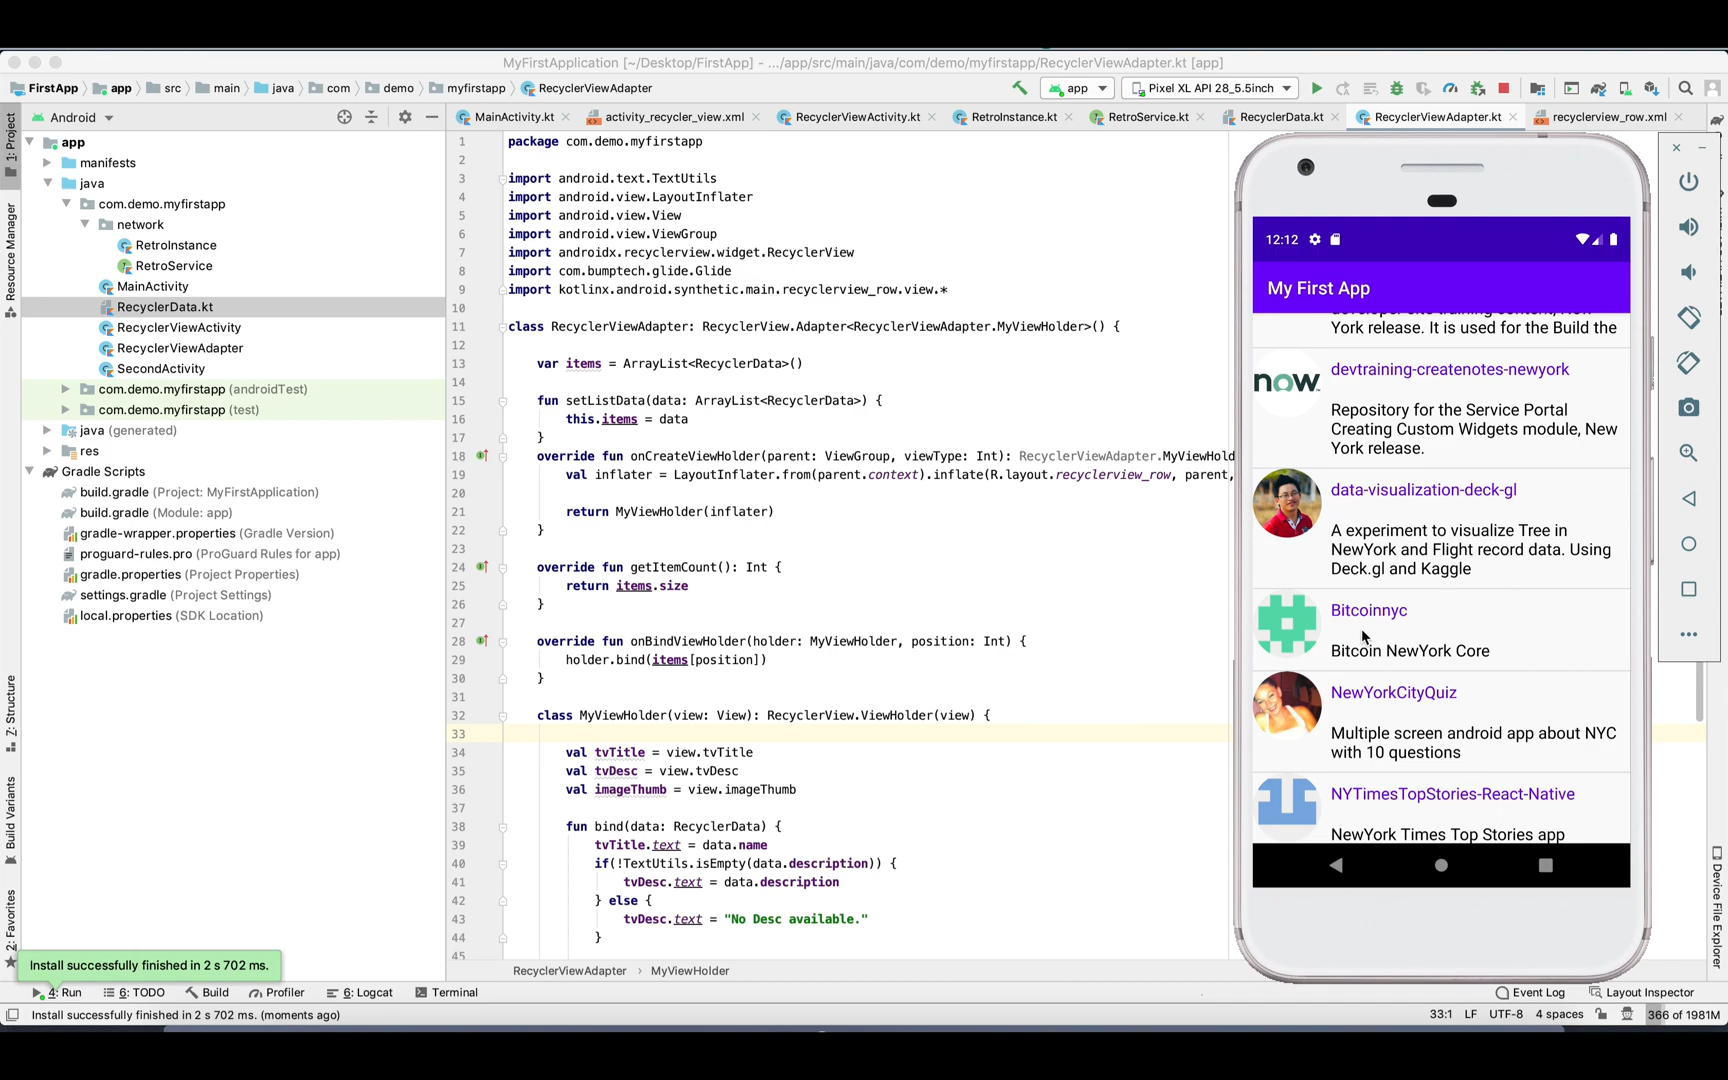 MyFirstApplication [~/Desktop/FirstApp] - .../app/src/main/java/com/demo/myfirstapp/RecyclerViewAdapter.kt [app]
FirstApp app src main java com demo myfirstapp RecyclerViewAdapter
app Pixel XL API 28_5.5inch
Android
MainActivity.kt activity_recycler_view.xml RecyclerViewActivity.kt RetroInstance.kt RetroService.kt RecyclerData.kt RecyclerViewAdapter.kt recyclerview_row.xml
1: Project
Resource Manager
Z: Structure
Build Variants
2: Favorites
app
manifests
java
com.demo.myfirstapp
network
RetroInstance
RetroService
MainActivity
RecyclerData.kt
RecyclerViewActivity
RecyclerViewAdapter
SecondActivity
com.demo.myfirstapp (androidTest)
com.demo.myfirstapp (test)
java (generated)
res
Gradle Scripts
build.gradle (Project: MyFirstApplication)
build.gradle (Module: app)
gradle-wrapper.properties (Gradle Version)
proguard-rules.pro (ProGuard Rules for app)
gradle.properties (Project Properties)
settings.gradle (Project Settings)
local.properties (SDK Location)
1 package com.demo.myfirstapp
2
3 import android.text.TextUtils
4 import android.view.LayoutInflater
5 import android.view.View
6 import android.view.ViewGroup
7 import androidx.recyclerview.widget.RecyclerView
8 import com.bumptech.glide.Glide
9 import kotlinx.android.synthetic.main.recyclerview_row.view.*
10
11 class RecyclerViewAdapter: RecyclerView.Adapter<RecyclerViewAdapter.MyViewHolder>() {
12
13 var items = ArrayList<RecyclerData>()
14
15 fun setListData(data: ArrayList<RecyclerData>) {
16 this.items = data
17 }
18 override fun onCreateViewHolder(parent: ViewGroup, viewType: Int): RecyclerViewAdapter.MyViewHold
19 val inflater = LayoutInflater.from(parent.context).inflate(R.layout.recyclerview_row, parent,
20
21 return MyViewHolder(inflater)
22 }
23
24 override fun getItemCount(): Int {
25 return items.size
26 }
27
28 override fun onBindViewHolder(holder: MyViewHolder, position: Int) {
29 holder.bind(items[position])
30 }
31
32 class MyViewHolder(view: View): RecyclerView.ViewHolder(view) {
33
34 val tvTitle = view.tvTitle
35 val tvDesc = view.tvDesc
36 val imageThumb = view.imageThumb
37
38 fun bind(data: RecyclerData) {
39 tvTitle.text = data.name
40 if(!TextUtils.isEmpty(data.description)) {
41 tvDesc.text = data.description
42 } else {
43 tvDesc.text = "No Desc available."
44 }
45
RecyclerViewAdapter › MyViewHolder
12:12
My First App
York release. It is used for the Build the
now.
devtraining-createnotes-newyork
Repository for the Service Portal
Creating Custom Widgets module, New
York release.
data-visualization-deck-gl
A experiment to visualize Tree in
NewYork and Flight record data. Using
Deck.gl and Kaggle
Bitcoinnyc
Bitcoin NewYork Core
NewYorkCityQuiz
Multiple screen android app about NYC
with 10 questions
NYTimesTopStories-React-Native
NewYork Times Top Stories app
Device File Explorer
Install successfully finished in 2 s 702 ms.
4: Run 6: TODO Build Profiler 6: Logcat Terminal Event Log Layout Inspector
Install successfully finished in 2 s 702 ms. (moments ago) 33:1 LF UTF-8 4 spaces 366 of 1981M